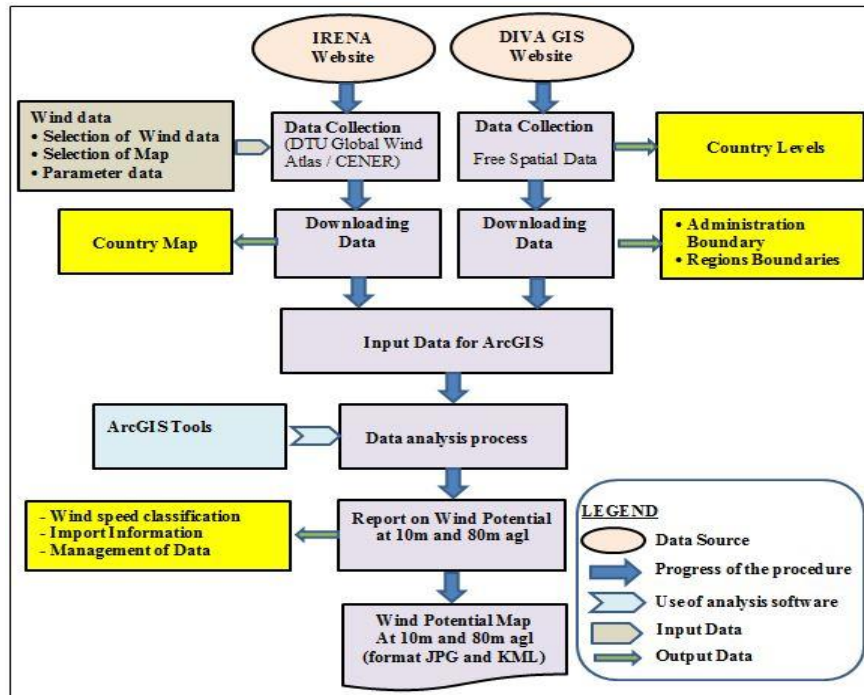 IRENA
Website
DIVA GIS
Website
Wind data
• Selection of Wind data
• Selection of Map
• Parameter data
Data Collection
(DTU Global Wind
Atlas / CENER)
Data Collection
Free Spatial Data
Country Levels
Country Map
Downloading
Data
Downloading
Data
• Administration
Boundary
• Regions Boundaries
Input Data for ArcGIS
ArcGIS Tools
Data analysis process
- Wind speed classification
- Import Information
- Management of Data
Report on Wind Potential
at 10m and 80m agl
Wind Potential Map
At 10m and 80m agl
(format JPG and KML)
LEGEND
Data Source
Progress of the procedure
Use of analysis software
Input Data
Output Data